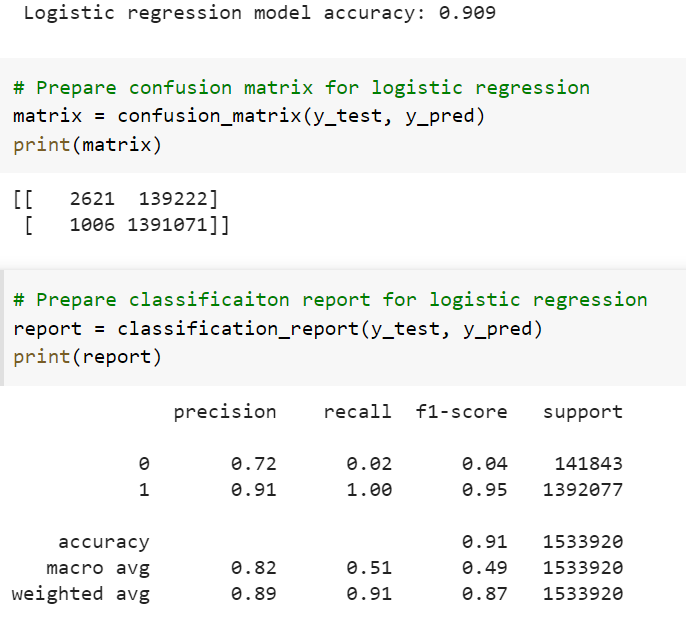 Logistic regression model accuracy: 0.909
# Prepare confusion matrix for logistic regression
matrix = confusion_matrix(y_test, y_pred)
print(matrix)
[[   2621  139222]
 [   1006 1391071]]
# Prepare classificaiton report for logistic regression
report = classification_report(y_test, y_pred)
print(report)
              precision    recall  f1-score   support
           0       0.72      0.02      0.04    141843
           1       0.91      1.00      0.95   1392077
    accuracy                           0.91   1533920
   macro avg       0.82      0.51      0.49   1533920
weighted avg       0.89      0.91      0.87   1533920